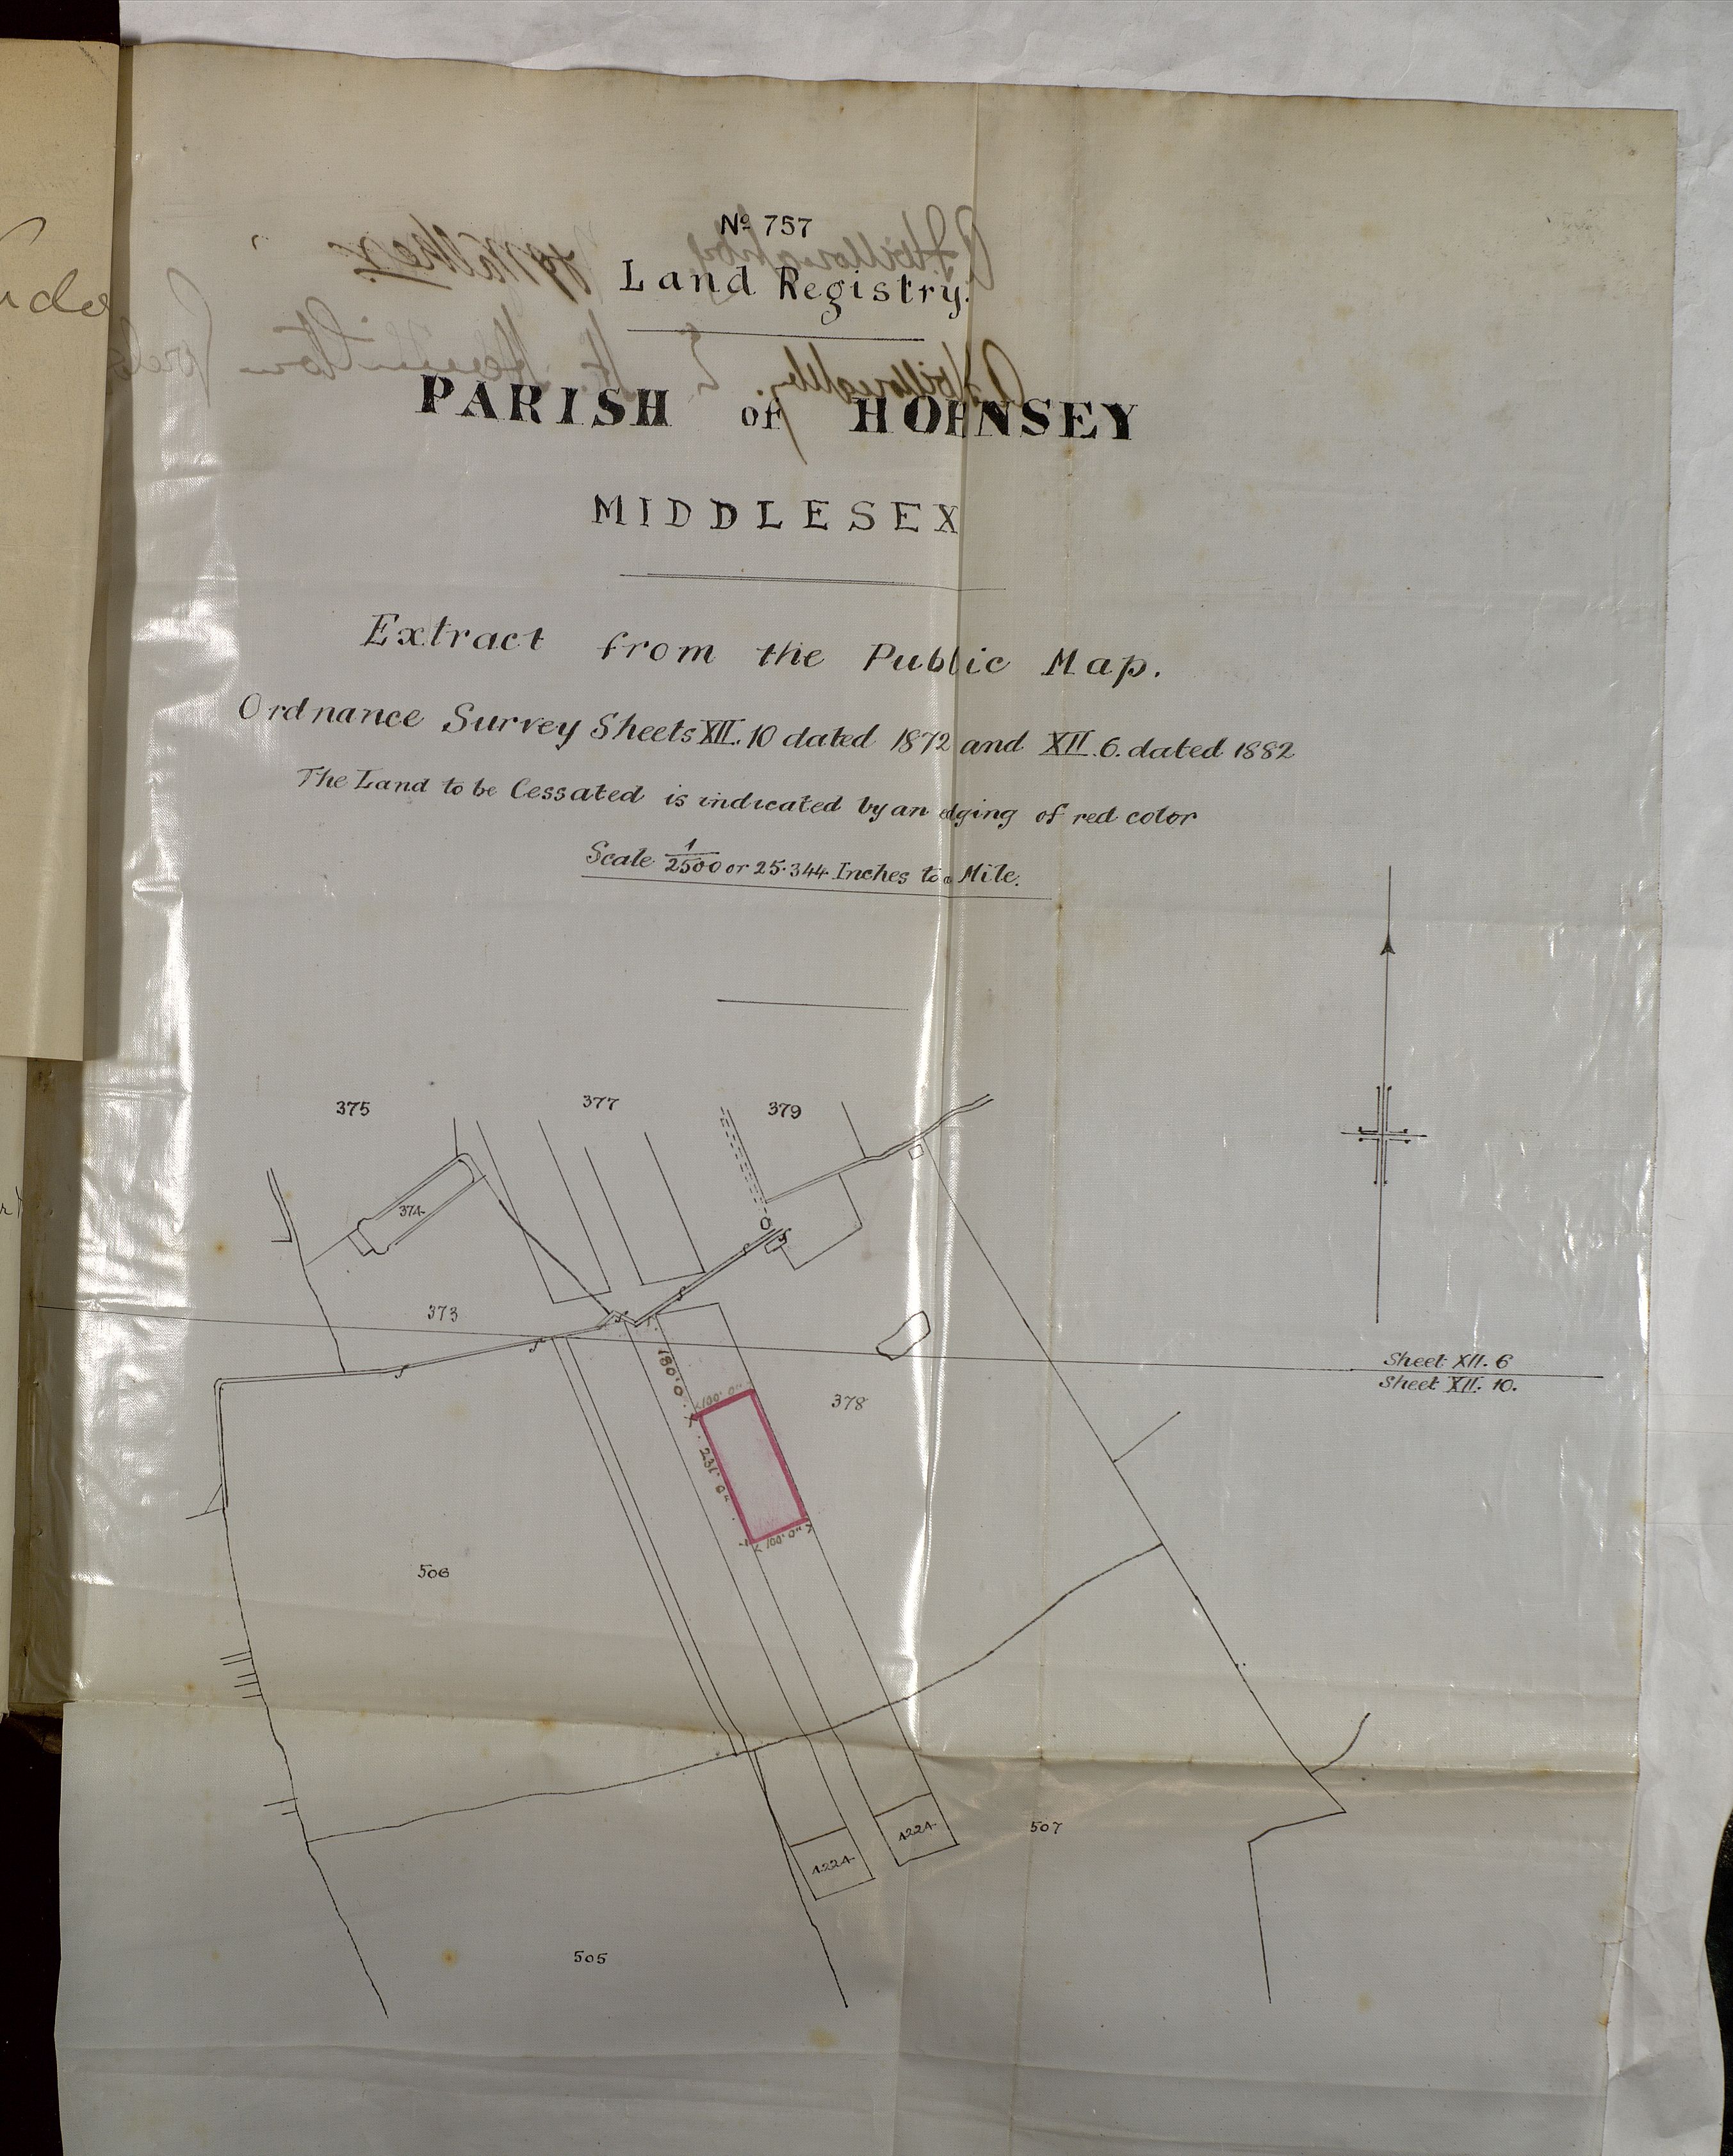 No 757
Land Registry.
PARISH of HORNSEY
MIDDLESEX
Extract from the Public Map.
Ordnance Survey Sheets XII. 10 dated 1872 and XII. 6. dated 1882
The Land to be Cessated is indicated by an edging of red color
Scale 1/2500 or 25.344 Inches to a Mile.
375
377
379
374
373
Sheet XII. 6
Sheet XII. 10.
180'.0"
<100'.0">
378
231'.0"
<100'.0">
506
1224
1224
507
505